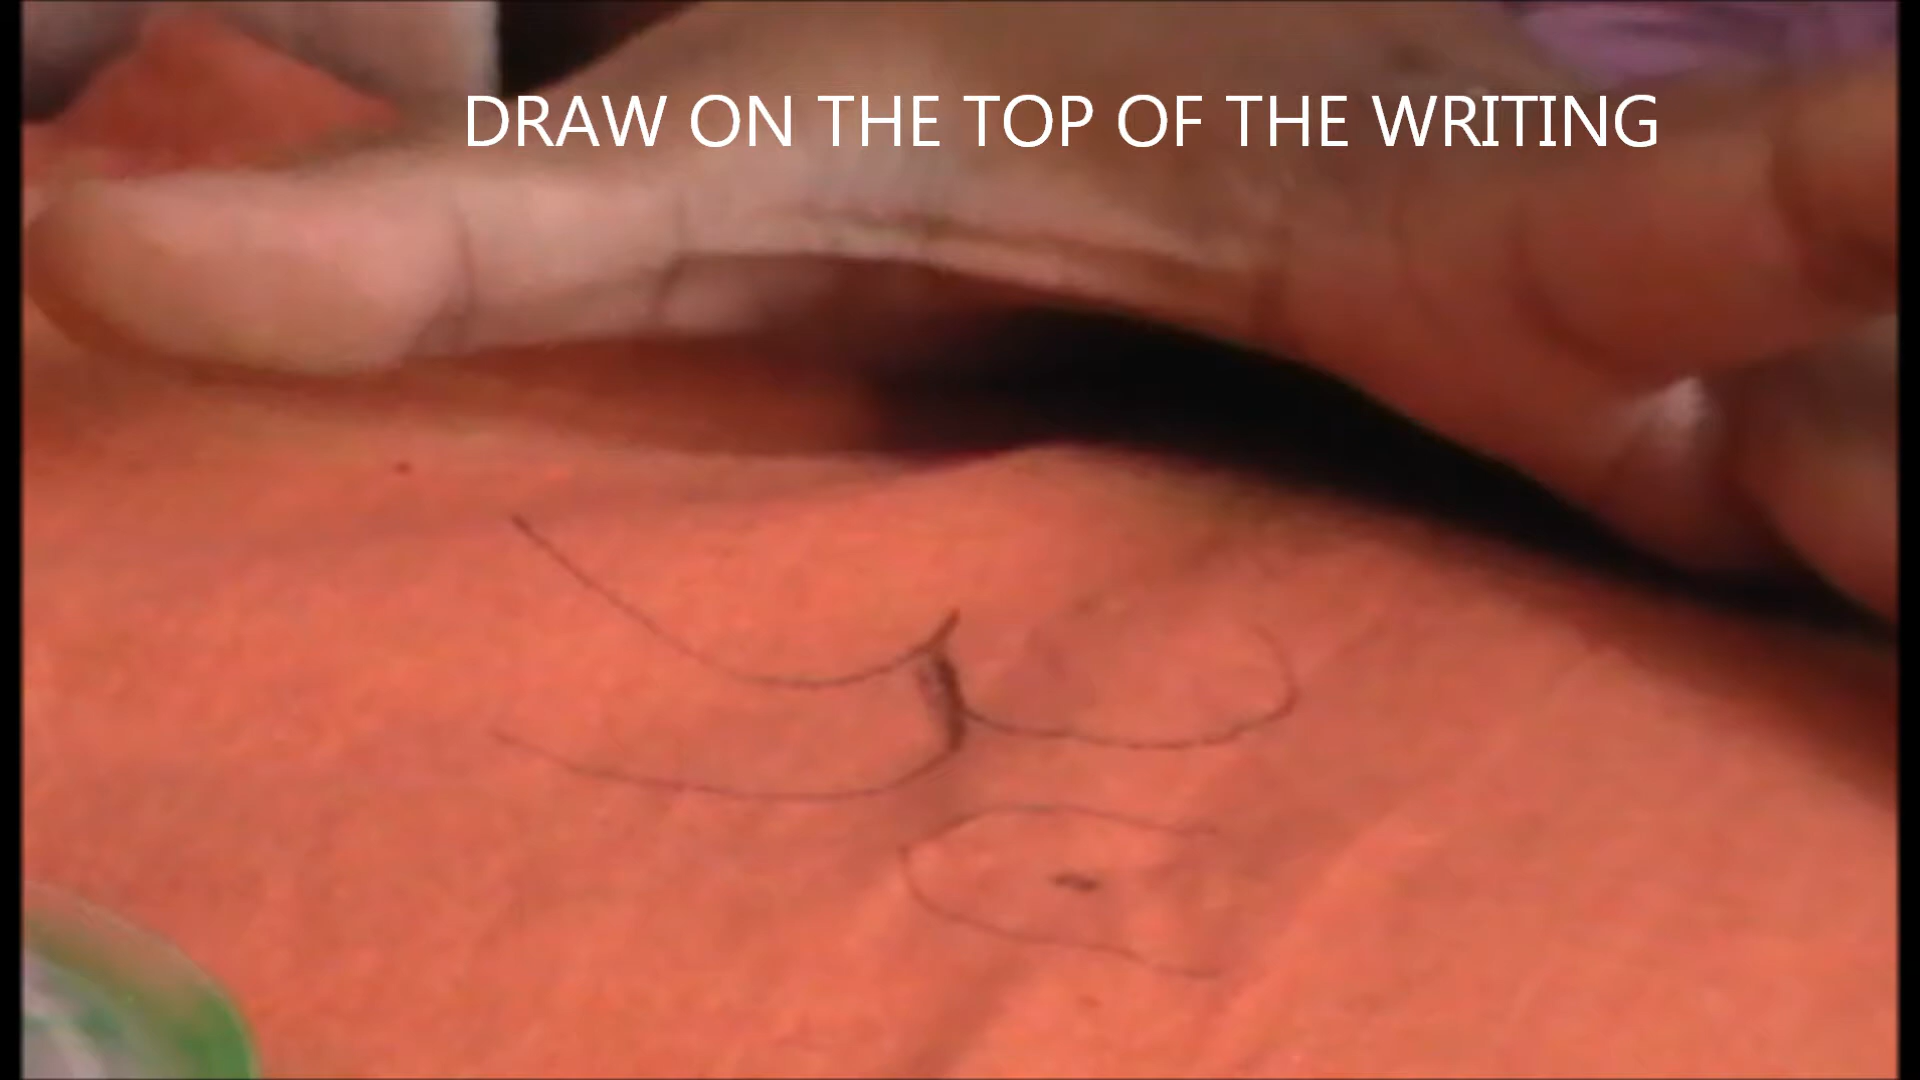 DRAW ON THE TOP OF THE WRITING